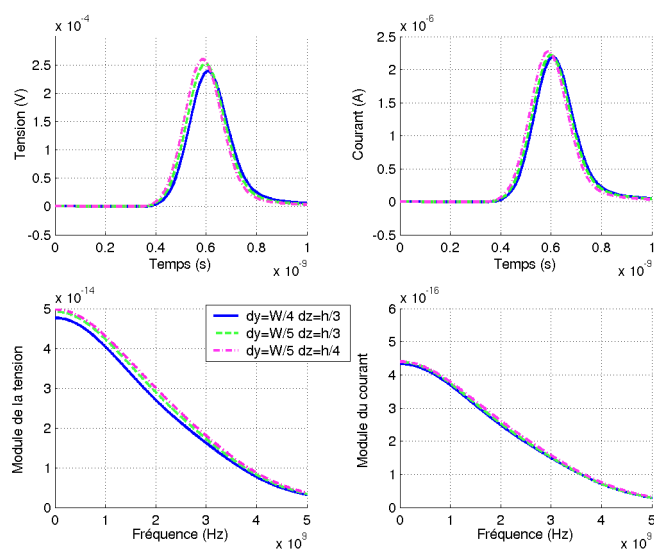 x 10⁻⁴
2.5
2
1.5
1
0.5
0
-0.5
Tension (V)
0 0.2 0.4 0.6 0.8 1
Temps (s)
x 10⁻⁹
x 10⁻⁶
2.5
2
1.5
1
0.5
0
-0.5
Courant (A)
0 0.2 0.4 0.6 0.8 1
Temps (s)
x 10⁻⁹
x 10⁻¹⁴
5
4
3
2
1
0
Module de la tension
0 1 2 3 4 5
Fréquence (Hz)
x 10⁹
dy=W/4 dz=h/3
dy=W/5 dz=h/3
dy=W/5 dz=h/4
x 10⁻¹⁶
6
5
4
3
2
1
0
Module du courant
0 1 2 3 4 5
Fréquence (Hz)
x 10⁹